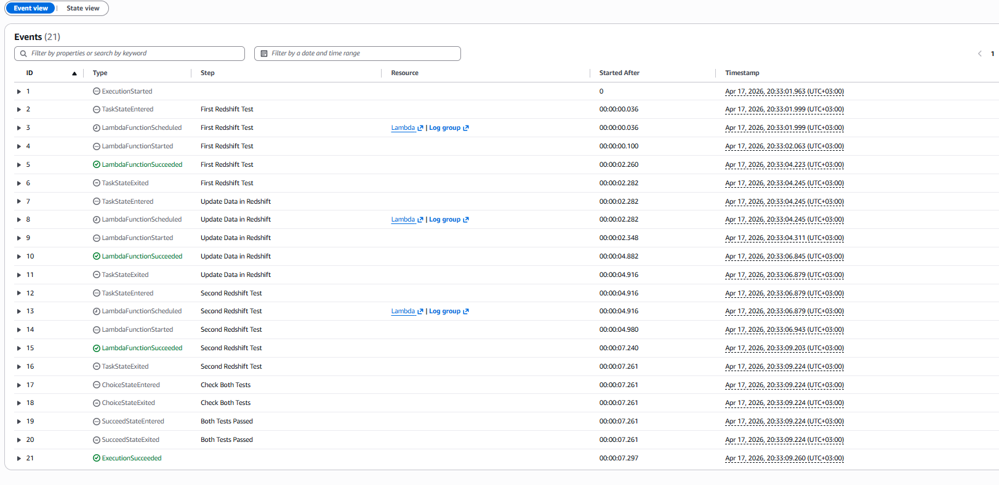 Event view | State view
Events (21)
Filter by properties or search by keyword Filter by a date and time range 1
ID Type Step Resource Started After Timestamp
1 ExecutionStarted 0 Apr 17, 2026, 20:33:01.963 (UTC+03:00)
2 TaskStateEntered First Redshift Test 00:00:00.036 Apr 17, 2026, 20:33:01.999 (UTC+03:00)
3 LambdaFunctionScheduled First Redshift Test Lambda | Log group 00:00:00.036 Apr 17, 2026, 20:33:01.999 (UTC+03:00)
4 LambdaFunctionStarted First Redshift Test 00:00:00.100 Apr 17, 2026, 20:33:02.063 (UTC+03:00)
5 LambdaFunctionSucceeded First Redshift Test 00:00:02.260 Apr 17, 2026, 20:33:04.223 (UTC+03:00)
6 TaskStateExited First Redshift Test 00:00:02.282 Apr 17, 2026, 20:33:04.245 (UTC+03:00)
7 TaskStateEntered Update Data in Redshift 00:00:02.282 Apr 17, 2026, 20:33:04.245 (UTC+03:00)
8 LambdaFunctionScheduled Update Data in Redshift Lambda | Log group 00:00:02.282 Apr 17, 2026, 20:33:04.245 (UTC+03:00)
9 LambdaFunctionStarted Update Data in Redshift 00:00:02.348 Apr 17, 2026, 20:33:04.311 (UTC+03:00)
10 LambdaFunctionSucceeded Update Data in Redshift 00:00:04.882 Apr 17, 2026, 20:33:06.845 (UTC+03:00)
11 TaskStateExited Update Data in Redshift 00:00:04.916 Apr 17, 2026, 20:33:06.879 (UTC+03:00)
12 TaskStateEntered Second Redshift Test 00:00:04.916 Apr 17, 2026, 20:33:06.879 (UTC+03:00)
13 LambdaFunctionScheduled Second Redshift Test Lambda | Log group 00:00:04.916 Apr 17, 2026, 20:33:06.879 (UTC+03:00)
14 LambdaFunctionStarted Second Redshift Test 00:00:04.980 Apr 17, 2026, 20:33:06.943 (UTC+03:00)
15 LambdaFunctionSucceeded Second Redshift Test 00:00:07.240 Apr 17, 2026, 20:33:09.203 (UTC+03:00)
16 TaskStateExited Second Redshift Test 00:00:07.261 Apr 17, 2026, 20:33:09.224 (UTC+03:00)
17 ChoiceStateEntered Check Both Tests 00:00:07.261 Apr 17, 2026, 20:33:09.224 (UTC+03:00)
18 ChoiceStateExited Check Both Tests 00:00:07.261 Apr 17, 2026, 20:33:09.224 (UTC+03:00)
19 SucceedStateEntered Both Tests Passed 00:00:07.261 Apr 17, 2026, 20:33:09.224 (UTC+03:00)
20 SucceedStateExited Both Tests Passed 00:00:07.261 Apr 17, 2026, 20:33:09.224 (UTC+03:00)
21 ExecutionSucceeded 00:00:07.297 Apr 17, 2026, 20:33:09.260 (UTC+03:00)